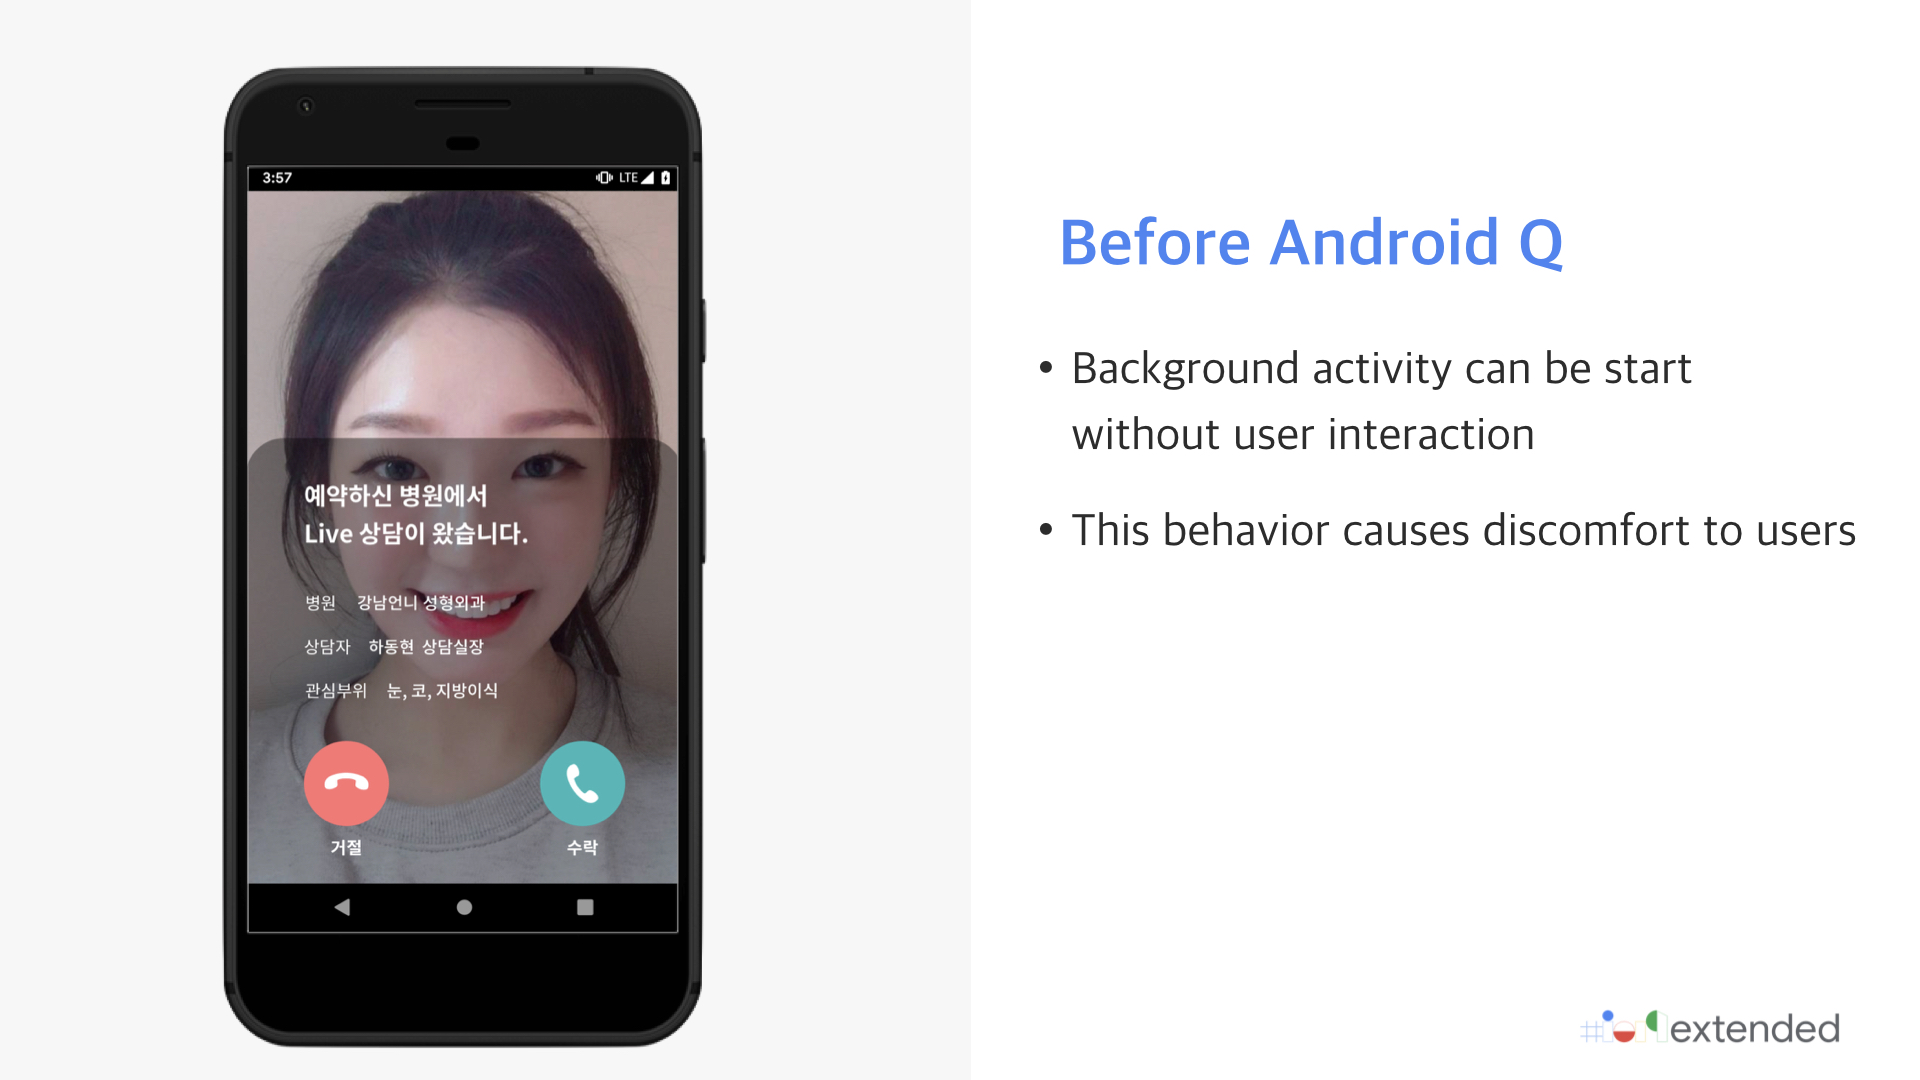 3:57
LTE
예약하신 병원에서
Live 상담이 왔습니다.
병원 강남언니 성형외과
상담자 하동현 상담실장
관심부위 눈, 코, 지방이식
거절
수락
Before Android Q
• Background activity can be start
without user interaction
• This behavior causes discomfort to users
#io19extended